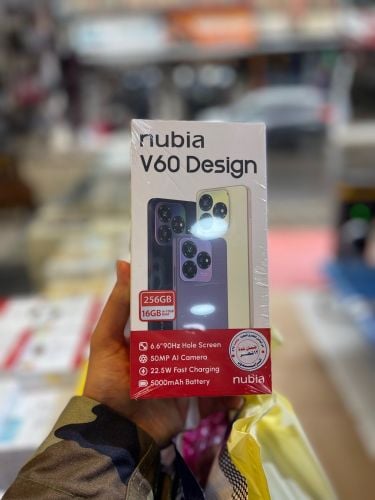 nubia
V60 Design
256GB
16GB
6.6"90Hz Hole Screen
50MP AI Camera
22.5W Fast Charging
5000mAh Battery
nubia